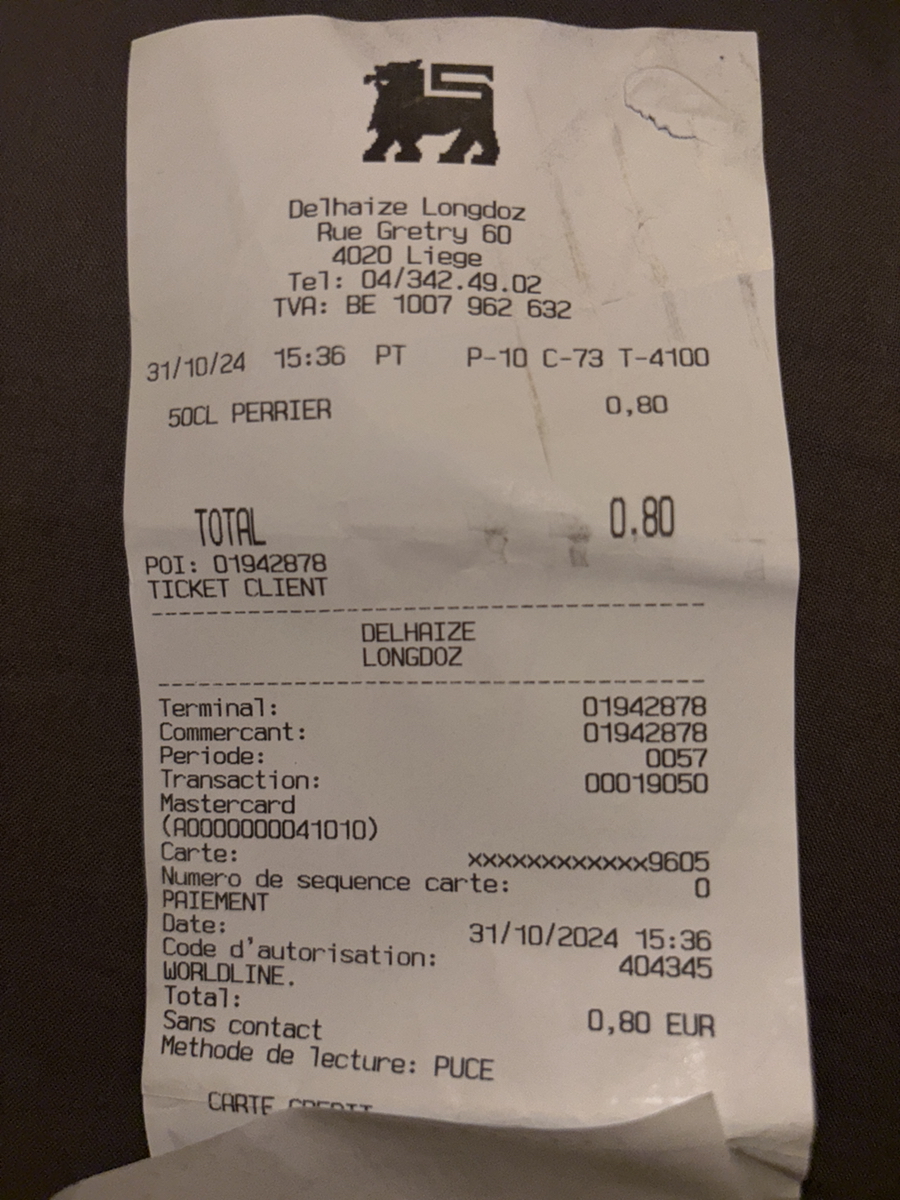 Delhaize Longdoz
Rue Gretry 60
4020 Liege
Tel: 04/342.49.02
TVA: BE 1007 962 632
31/10/24 15:36 PT P-10 C-73 T-4100
50CL PERRIER 0,80
TOTAL 0.80
POI: 01942878
TICKET CLIENT
DELHAIZE
LONGDOZ
Terminal: 01942878
Commercant: 01942878
Periode: 0057
Transaction: 00019050
Mastercard
(A0000000041010)
Carte: xxxxxxxxxxxx9605
Numero de sequence carte: 0
PAIEMENT
Date: 31/10/2024 15:36
Code d'autorisation: 404345
WORLDLINE.
Total: 0,80 EUR
Sans contact
Methode de lecture: PUCE
CARTE CREDIT